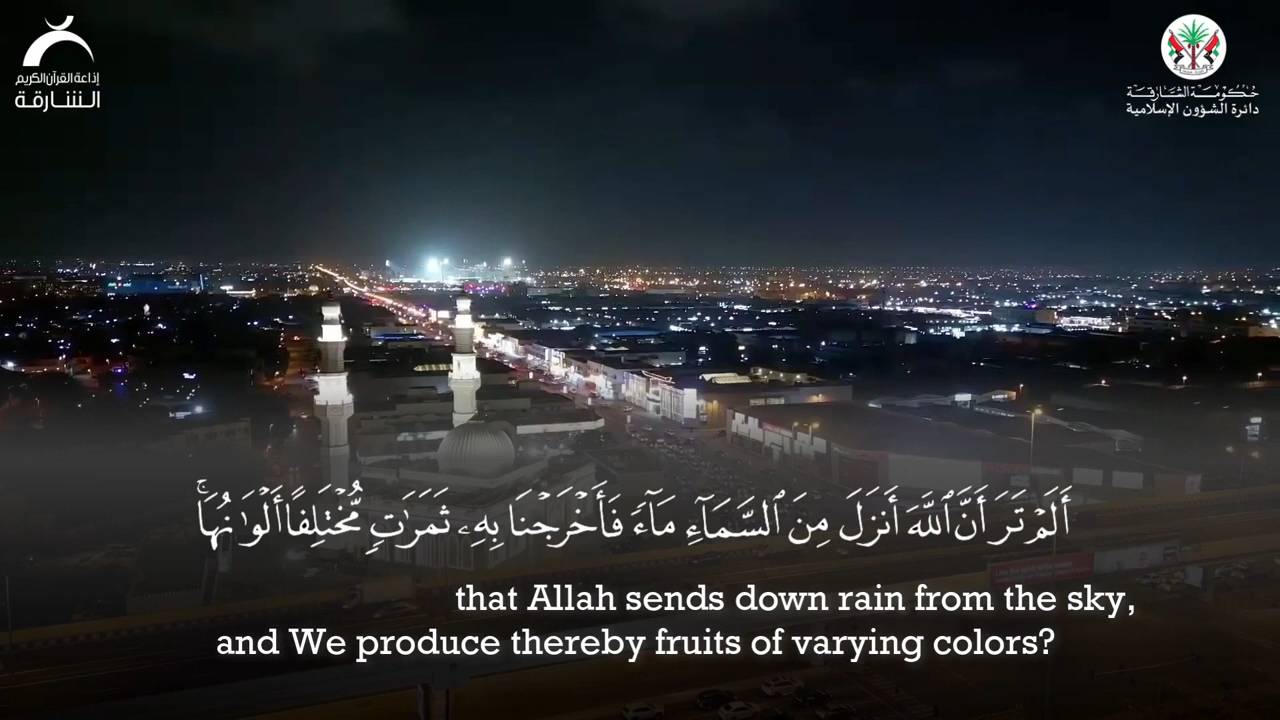 إذاعة القرآن الكريم
الشارقة
حكومة الشارقة
دائرة الشؤون الإسلامية
أَلَمْ تَرَ أَنَّ ٱللَّهَ أَنزَلَ مِنَ ٱلسَّمَآءِ مَآءً فَأَخْرَجْنَا بِهِۦ ثَمَرَٰتٍ مُّخْتَلِفًا أَلْوَٰنُهَا ۚ
that Allah sends down rain from the sky,
and We produce thereby fruits of varying colors?